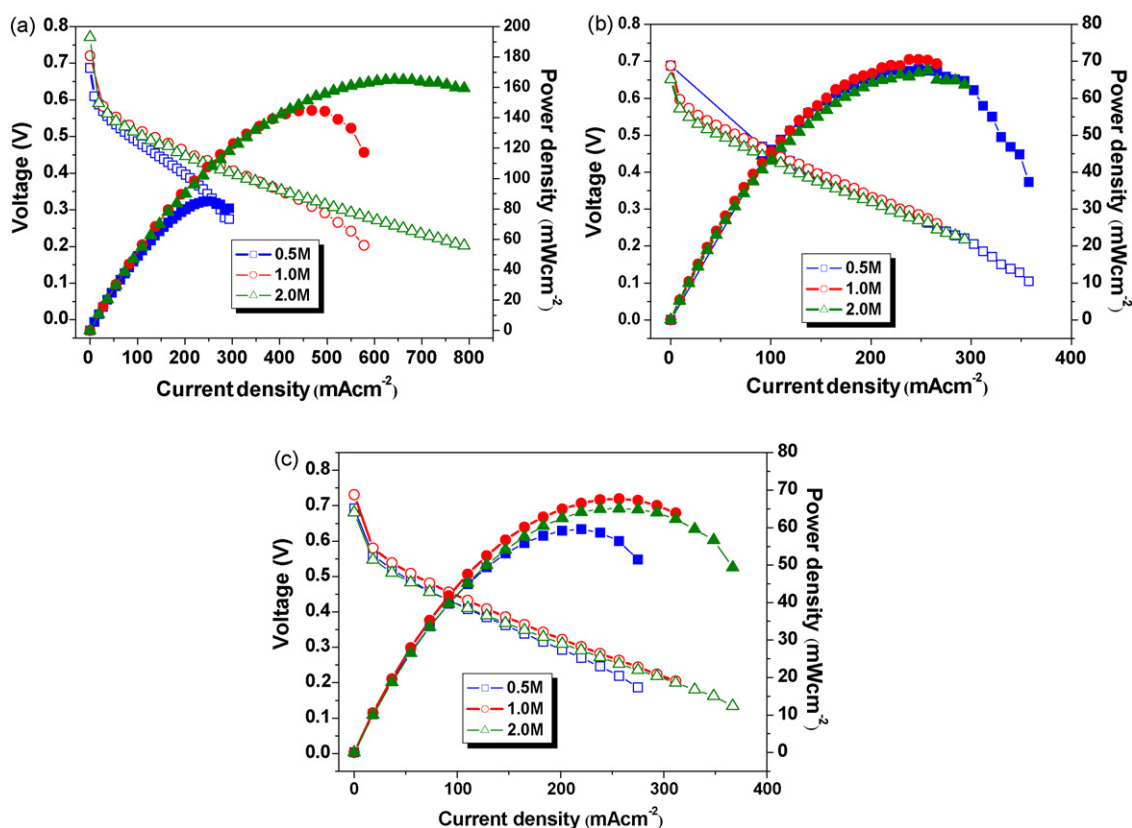 (a)
0.8
0.7
0.6
0.5
0.4
0.3
0.2
0.1
0.0
Voltage (V)
200
180
160
140
120
100
80
60
40
20
0
Power density (mWcm-2)
0.5M
1.0M
2.0M
0 100 200 300 400 500 600 700 800
Current density (mAcm-2)
(b)
0.8
0.7
0.6
0.5
0.4
0.3
0.2
0.1
0.0
Voltage (V)
80
70
60
50
40
30
20
10
0
Power density (mWcm-2)
0.5M
1.0M
2.0M
0 100 200 300 400
Current density (mAcm-2)
(c)
0.8
0.7
0.6
0.5
0.4
0.3
0.2
0.1
0.0
Voltage (V)
80
70
60
50
40
30
20
10
0
Power density (mWcm-2)
0.5M
1.0M
2.0M
0 100 200 300 400
Current density (mAcm-2)